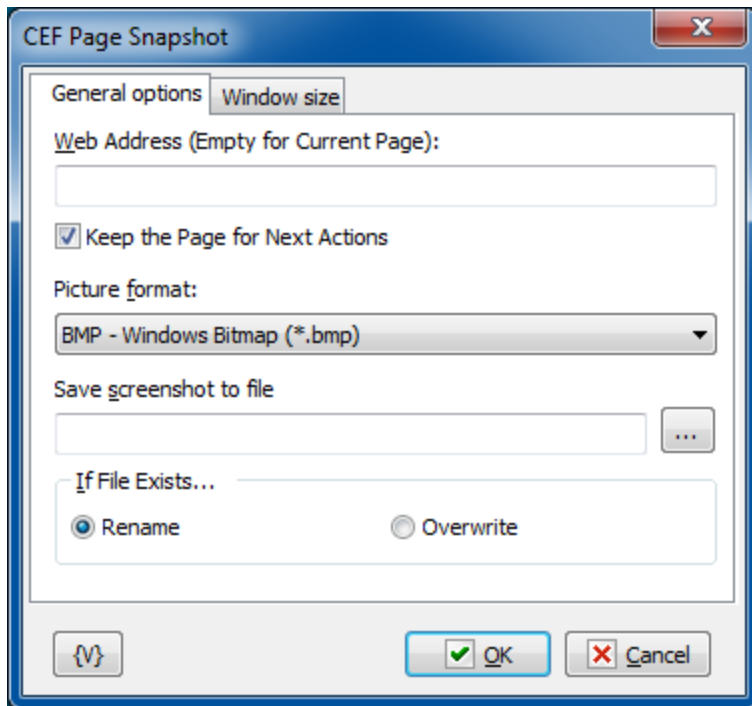 CEF Page Snapshot
General options
Window size
Web Address (Empty for Current Page):
Keep the Page for Next Actions
Picture format:
BMP - Windows Bitmap (*.bmp)
Save screenshot to file
...
If File Exists...
Rename
Overwrite
{V}
OK
Cancel